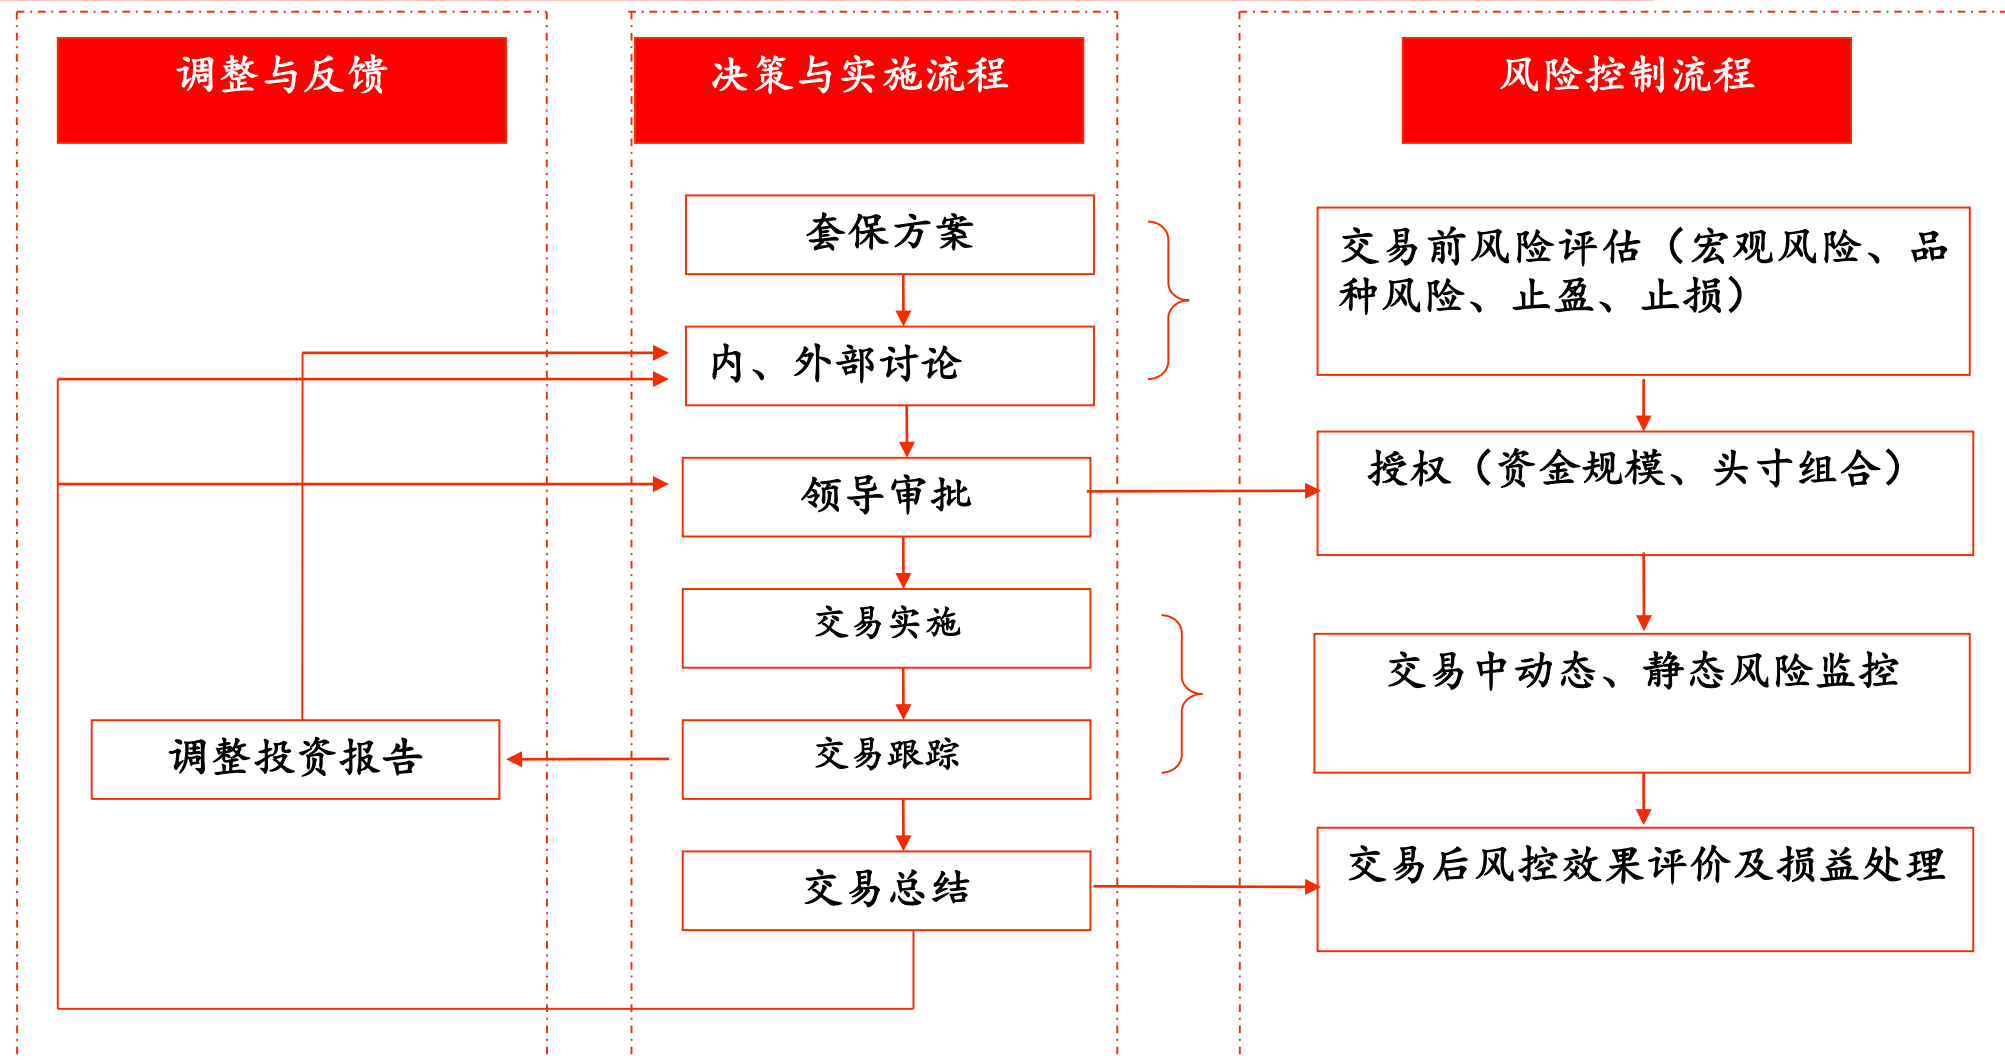 调整与反馈
决策与实施流程
风险控制流程
套保方案
内、外部讨论
领导审批
交易实施
交易跟踪
交易总结
调整投资报告
交易前风险评估（宏观风险、品
种风险、止盈、止损）
授权（资金规模、头寸组合）
交易中动态、静态风险监控
交易后风控效果评价及损益处理